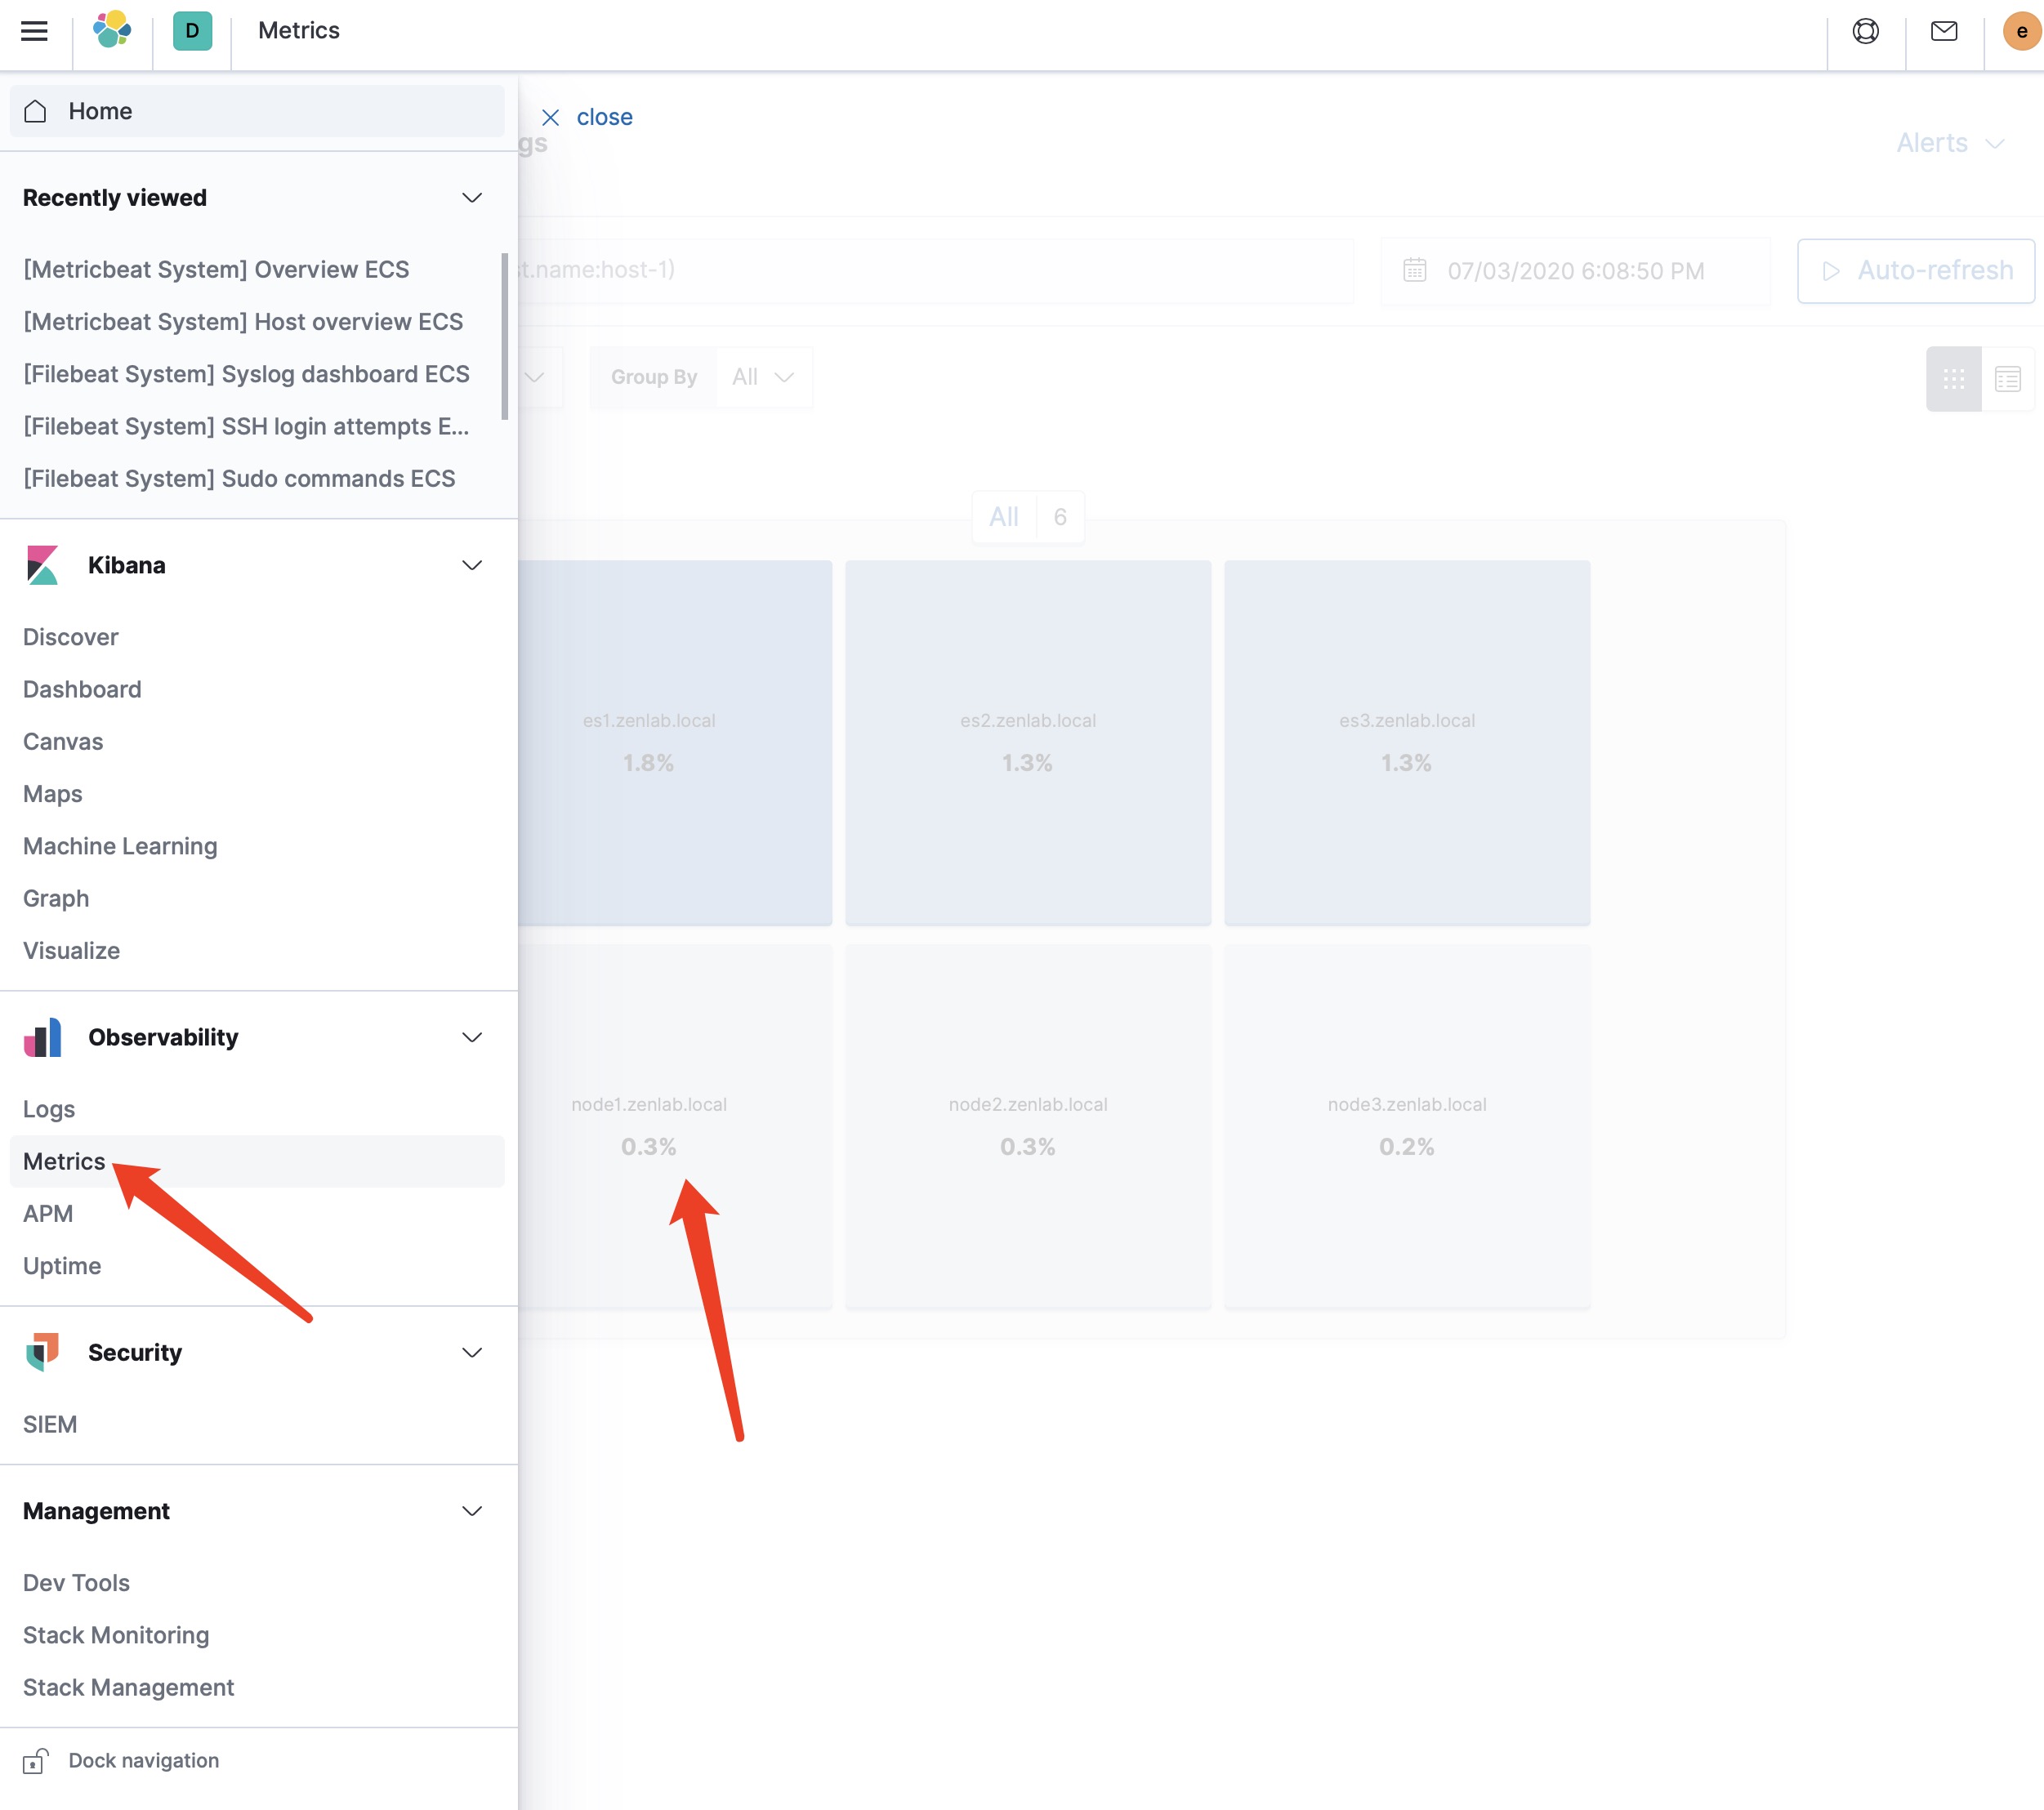 D
Metrics
e
Home
close
gs
Alerts
Recently viewed
[Metricbeat System] Overview ECS
[Metricbeat System] Host overview ECS
[Filebeat System] Syslog dashboard ECS
[Filebeat System] SSH login attempts E...
[Filebeat System] Sudo commands ECS
t.name:host-1)
07/03/2020 6:08:50 PM
Auto-refresh
Group By
All
All 6
Kibana
Discover
Dashboard
Canvas
Maps
Machine Learning
Graph
Visualize
es1.zenlab.local
1.8%
es2.zenlab.local
1.3%
es3.zenlab.local
1.3%
Observability
Logs
Metrics
APM
Uptime
node1.zenlab.local
0.3%
node2.zenlab.local
0.3%
node3.zenlab.local
0.2%
Security
SIEM
Management
Dev Tools
Stack Monitoring
Stack Management
Dock navigation